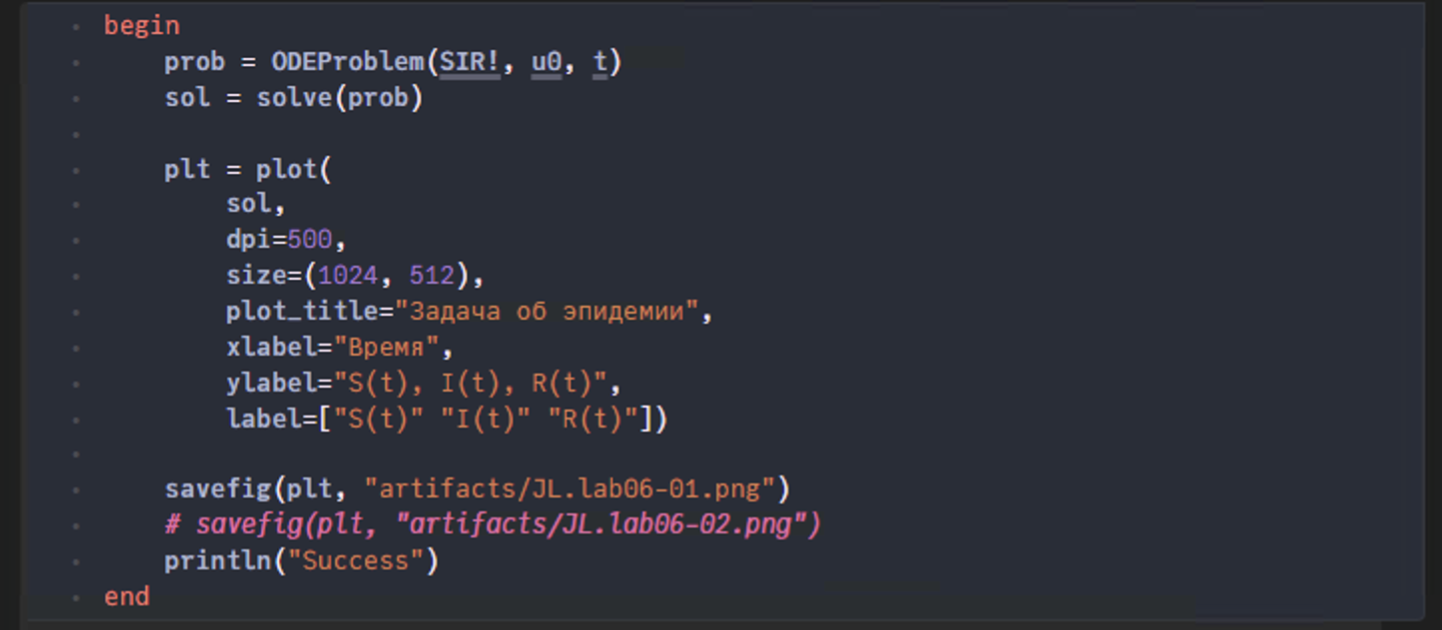 begin
    prob = ODEProblem(SIR!, u0, t)
    sol = solve(prob)

    plt = plot(
        sol,
        dpi=500,
        size=(1024, 512),
        plot_title="Задача об эпидемии",
        xlabel="Время",
        ylabel="S(t), I(t), R(t)",
        label=["S(t)" "I(t)" "R(t)"])

    savefig(plt, "artifacts/JL.lab06-01.png")
    # savefig(plt, "artifacts/JL.lab06-02.png")
    println("Success")
end